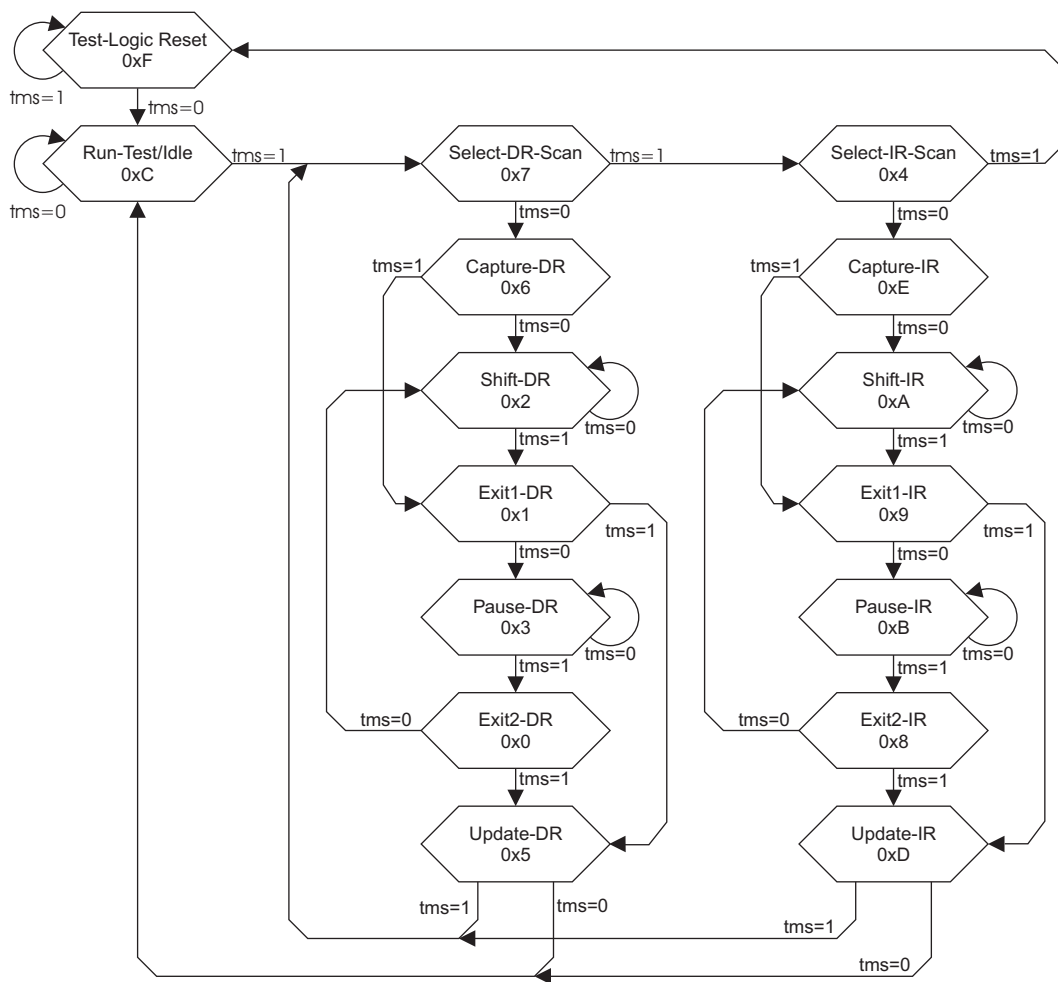 Test-Logic Reset
0xF
tms=1
tms=0
Run-Test/Idle
0xC
tms=0
tms=1
Select-DR-Scan
0x7
tms=1
Select-IR-Scan
0x4
tms=1
tms=0
tms=0
tms=1
Capture-DR
0x6
tms=1
Capture-IR
0xE
tms=0
tms=0
Shift-DR
0x2
tms=0
Shift-IR
0xA
tms=0
tms=1
tms=1
Exit1-DR
0x1
tms=1
Exit1-IR
0x9
tms=1
tms=0
tms=0
Pause-DR
0x3
tms=0
Pause-IR
0xB
tms=0
tms=1
tms=1
tms=0
Exit2-DR
0x0
tms=0
Exit2-IR
0x8
tms=1
tms=1
Update-DR
0x5
Update-IR
0xD
tms=1
tms=0
tms=1
tms=0